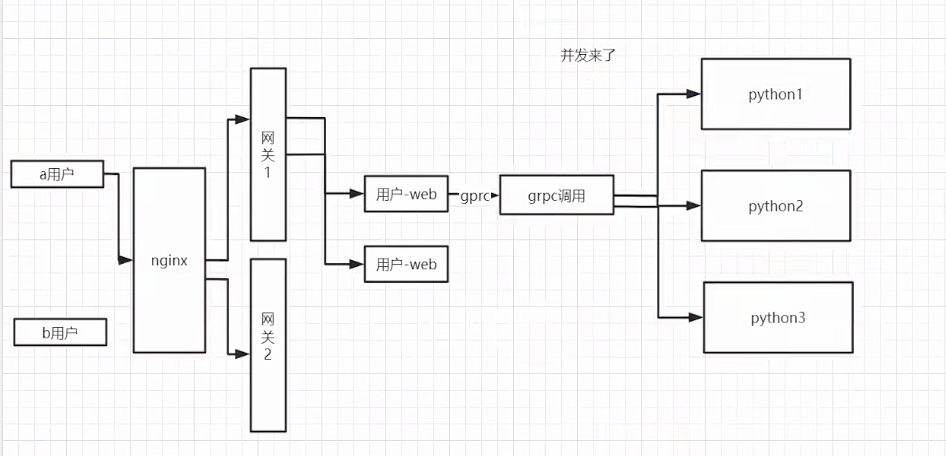 并发来了
python1
网
关
1
a用户
用户-web
gprc
grpc调用
python2
nginx
用户-web
b用户
网
关
2
python3